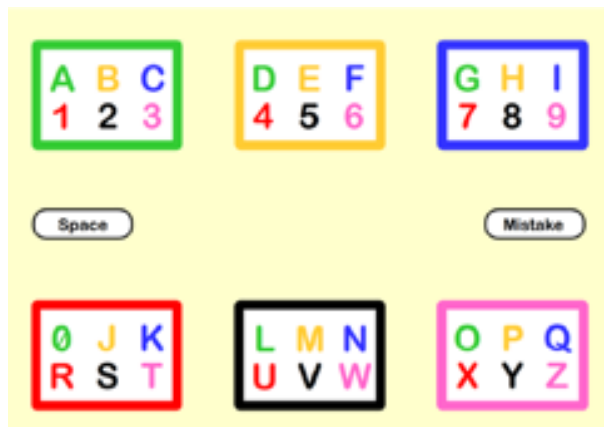 A B C D E F G H I
1 2 3 4 5 6 7 8 9
Space Mistake
0 J K L M N O P Q
R S T U V W X Y Z